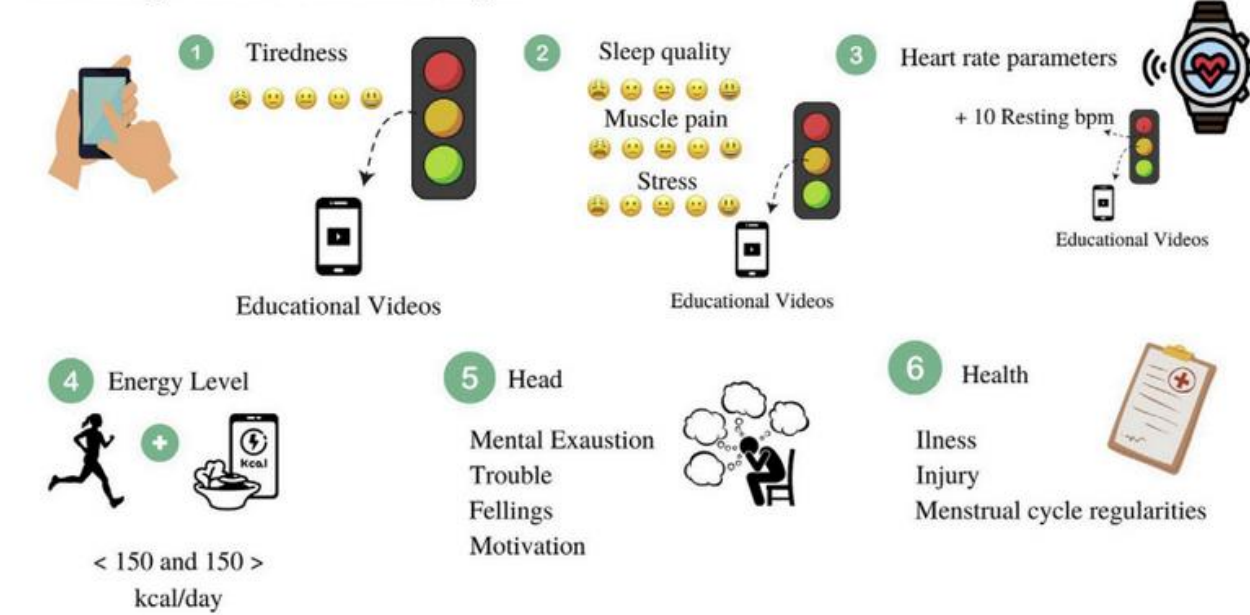 1
Tiredness
Educational Videos
2
Sleep quality
Muscle pain
Stress
Educational Videos
3
Heart rate parameters
+ 10 Resting bpm
Educational Videos
4
Energy Level
+
Kcal
< 150 and 150 >
kcal/day
5
Head
Mental Exaustion
Trouble
Fellings
Motivation
6
Health
Ilness
Injury
Menstrual cycle regularities